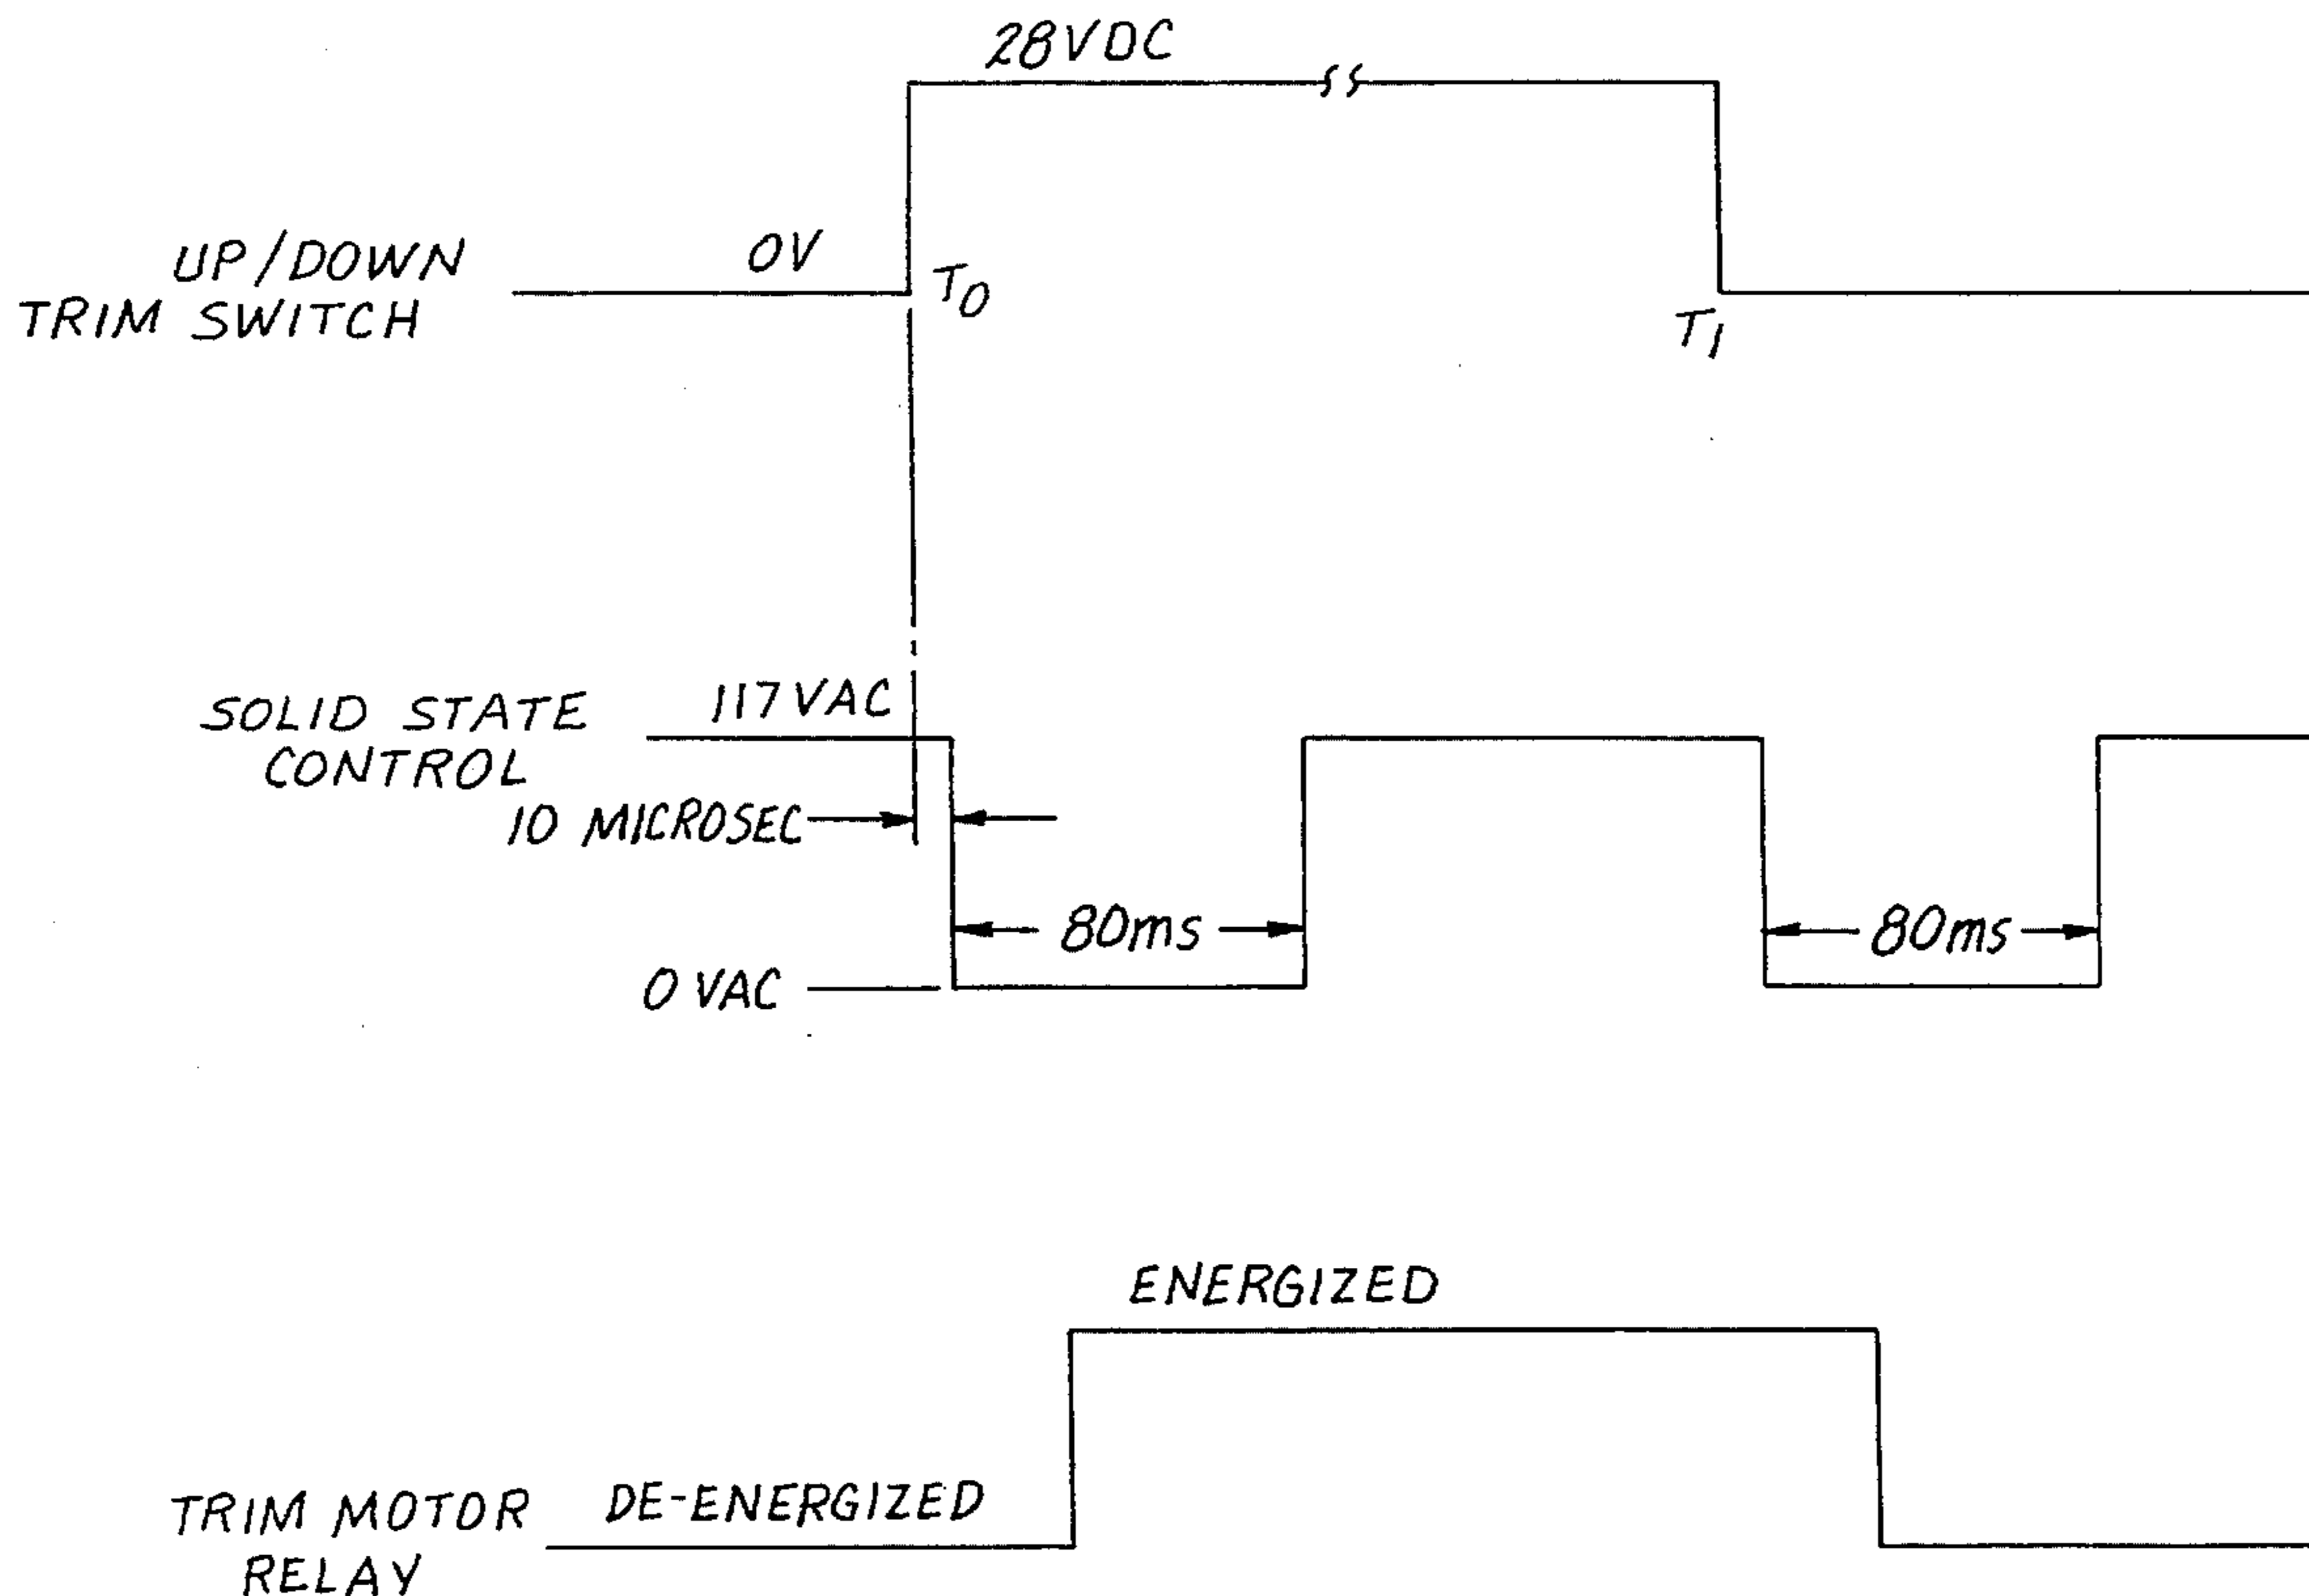 28VDC
0V
UP/DOWN
TRIM SWITCH
T0
T1
117VAC
SOLID STATE
CONTROL
10 MICROSEC
80ms
80ms
0 VAC
ENERGIZED
DE-ENERGIZED
TRIM MOTOR
RELAY